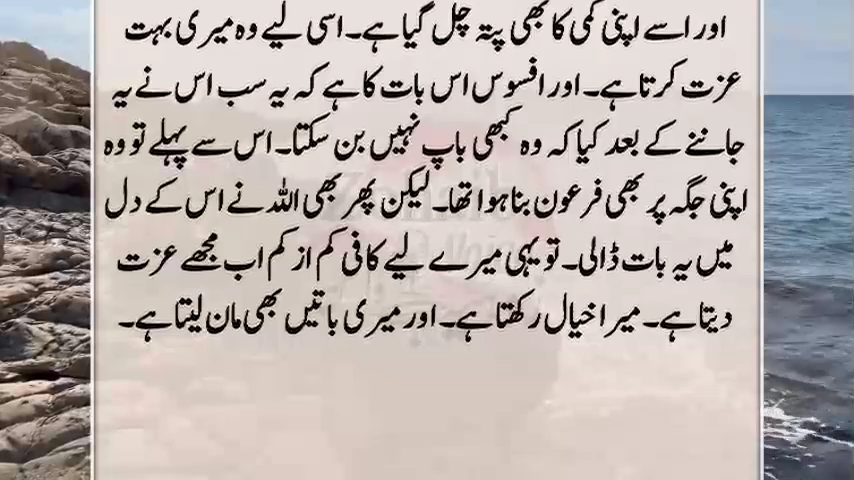 اور اسے اپنی کمی کا بھی پتہ چل گیا ہے۔ اسی لیے وہ میری بہت
عزت کرتا ہے۔ اور افسوس اس بات کا ہے کہ یہ سب اس نے یہ
جاننے کے بعد کیا کہ وہ کبھی باپ نہیں بن سکتا۔ اس سے پہلے تو وہ
اپنی جگہ پر بھی فرعون بنا ہوا تھا۔ لیکن پھر بھی اللہ نے اس کے دل
میں یہ بات ڈالی۔ تو یہی میرے لیے کافی کم از کم اب مجھے عزت
دیتا ہے۔ میرا خیال رکھتا ہے۔ اور میری باتیں بھی مان لیتا ہے۔